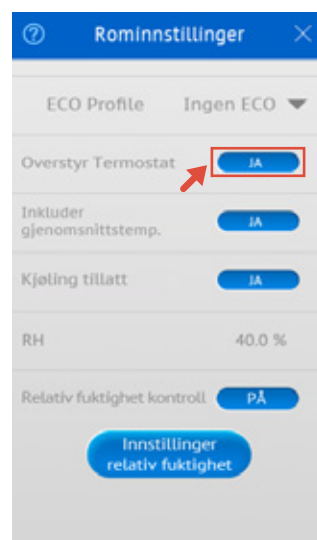 Rominnstillinger
ECO Profile Ingen ECO
Overstyr Termostat JA
Inkluder
gjenomsnittstemp. JA
Kjøling tillatt JA
RH 40.0 %
Relativ fuktighet kontroll PÅ
Innstillinger
relativ fuktighet